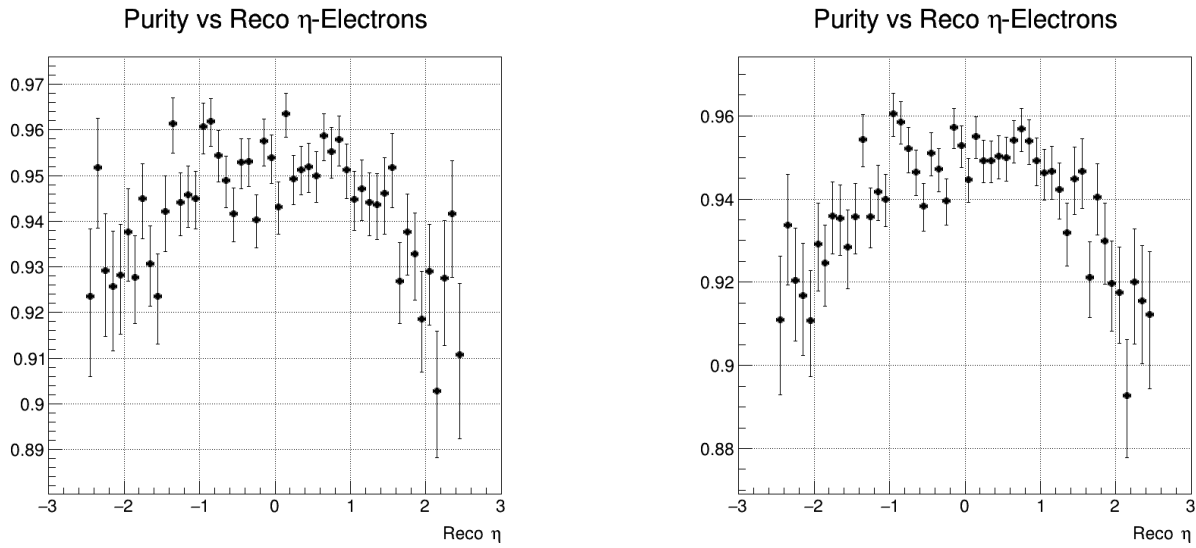 Purity vs Reco η-Electrons
0.97
0.96
0.95
0.94
0.93
0.92
0.91
0.9
0.89
−3 −2 −1 0 1 2 3
Reco η
Purity vs Reco η-Electrons
0.96
0.94
0.92
0.9
0.88
−3 −2 −1 0 1 2 3
Reco η